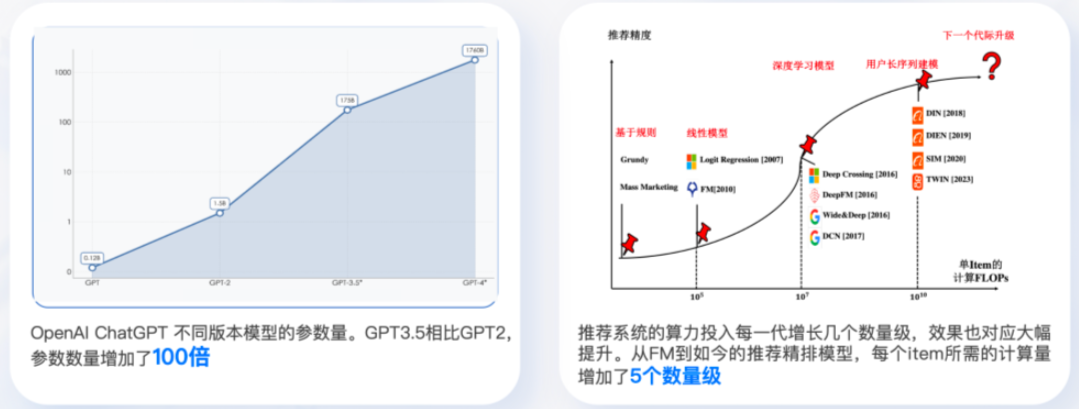 1000
100
10
1
0
0.12B
1.5B
175B
1760B
GPT
GPT-2
GPT-3.5*
GPT-4*
OpenAI ChatGPT 不同版本模型的参数量。GPT3.5相比GPT2,
参数数量增加了100倍
推荐精度
下一个代际升级
深度学习模型
用户长序列建模
基于规则
线性模型
Grundy
Mass Marketing
Logit Regression [2007]
FM[2010]
Deep Crossing [2016]
DeepFM [2016]
Wide&Deep [2016]
DCN [2017]
DIN [2018]
DIEN [2019]
SIM [2020]
TWIN [2023]
?
单Item的
计算FLOPs
10⁵
10⁷
10¹⁰
推荐系统的算力投入每一代增长几个数量级，效果也对应大幅
提升。从FM到如今的推荐精排模型，每个item所需的计算量
增加了5个数量级